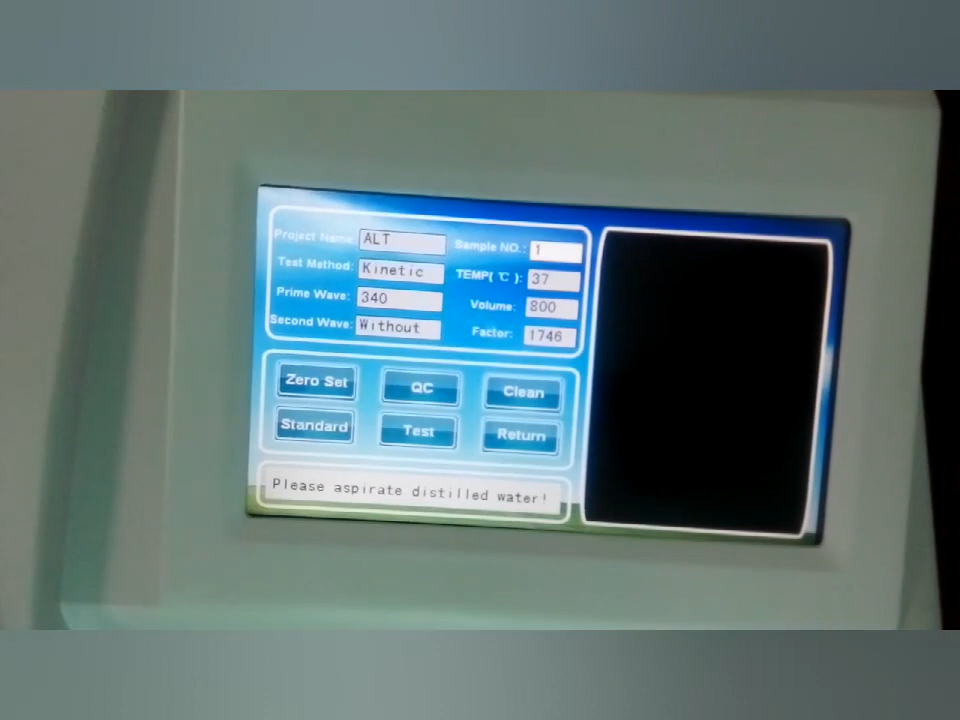 Project Name: ALT Sample NO.: 1
Test Method: Kinetic TEMP( ℃ ): 37
Prime Wave: 340 Volume: 800
Second Wave: Without Factor: 1746
Zero Set QC Clean
Standard Test Return
Please aspirate distilled water!